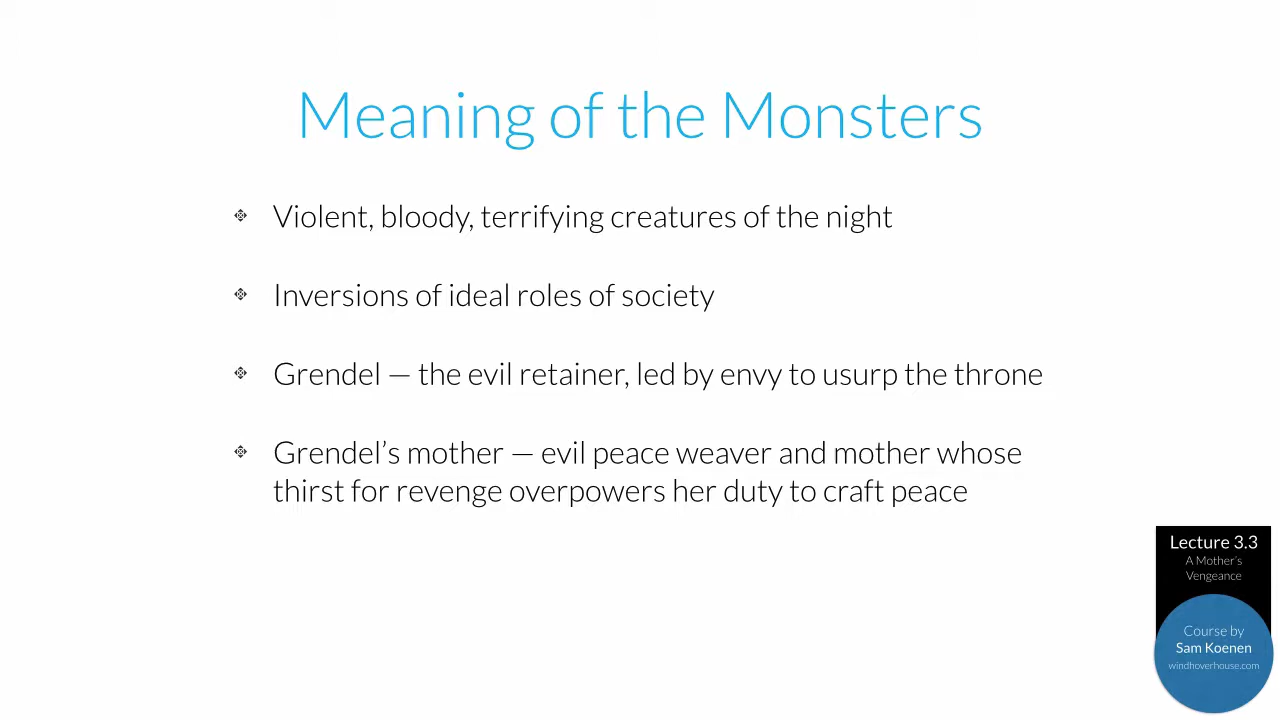 Meaning of the Monsters
Violent, bloody, terrifying creatures of the night
Inversions of ideal roles of society
Grendel — the evil retainer, led by envy to usurp the throne
Grendel’s mother — evil peace weaver and mother whose
thirst for revenge overpowers her duty to craft peace
Lecture 3.3
A Mother’s
Vengeance
Course by
Sam Koenen
windhoverhouse.com